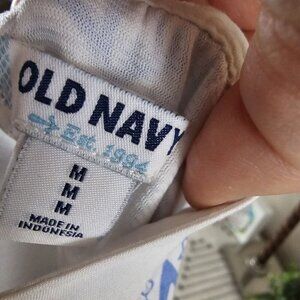 OLD NAVY
Est. 1994
M
M
M
MADE IN
INDONESIA